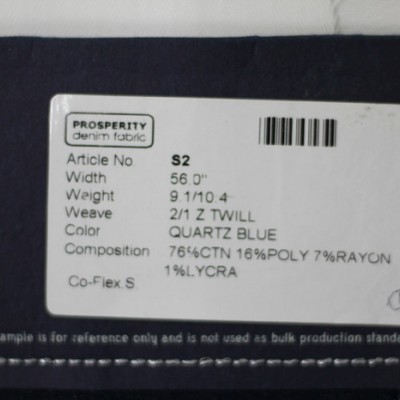 PROSPERITY
denim fabric
Article No. S2
Width 56.0"
Weight 9.1/10.4
Weave 2/1 Z TWILL
Color QUARTZ BLUE
Composition 76%CTN 16%POLY 7%RAYON
1%LYCRA
Co-Flex.S
ample is for reference only and is not used as bulk production standa